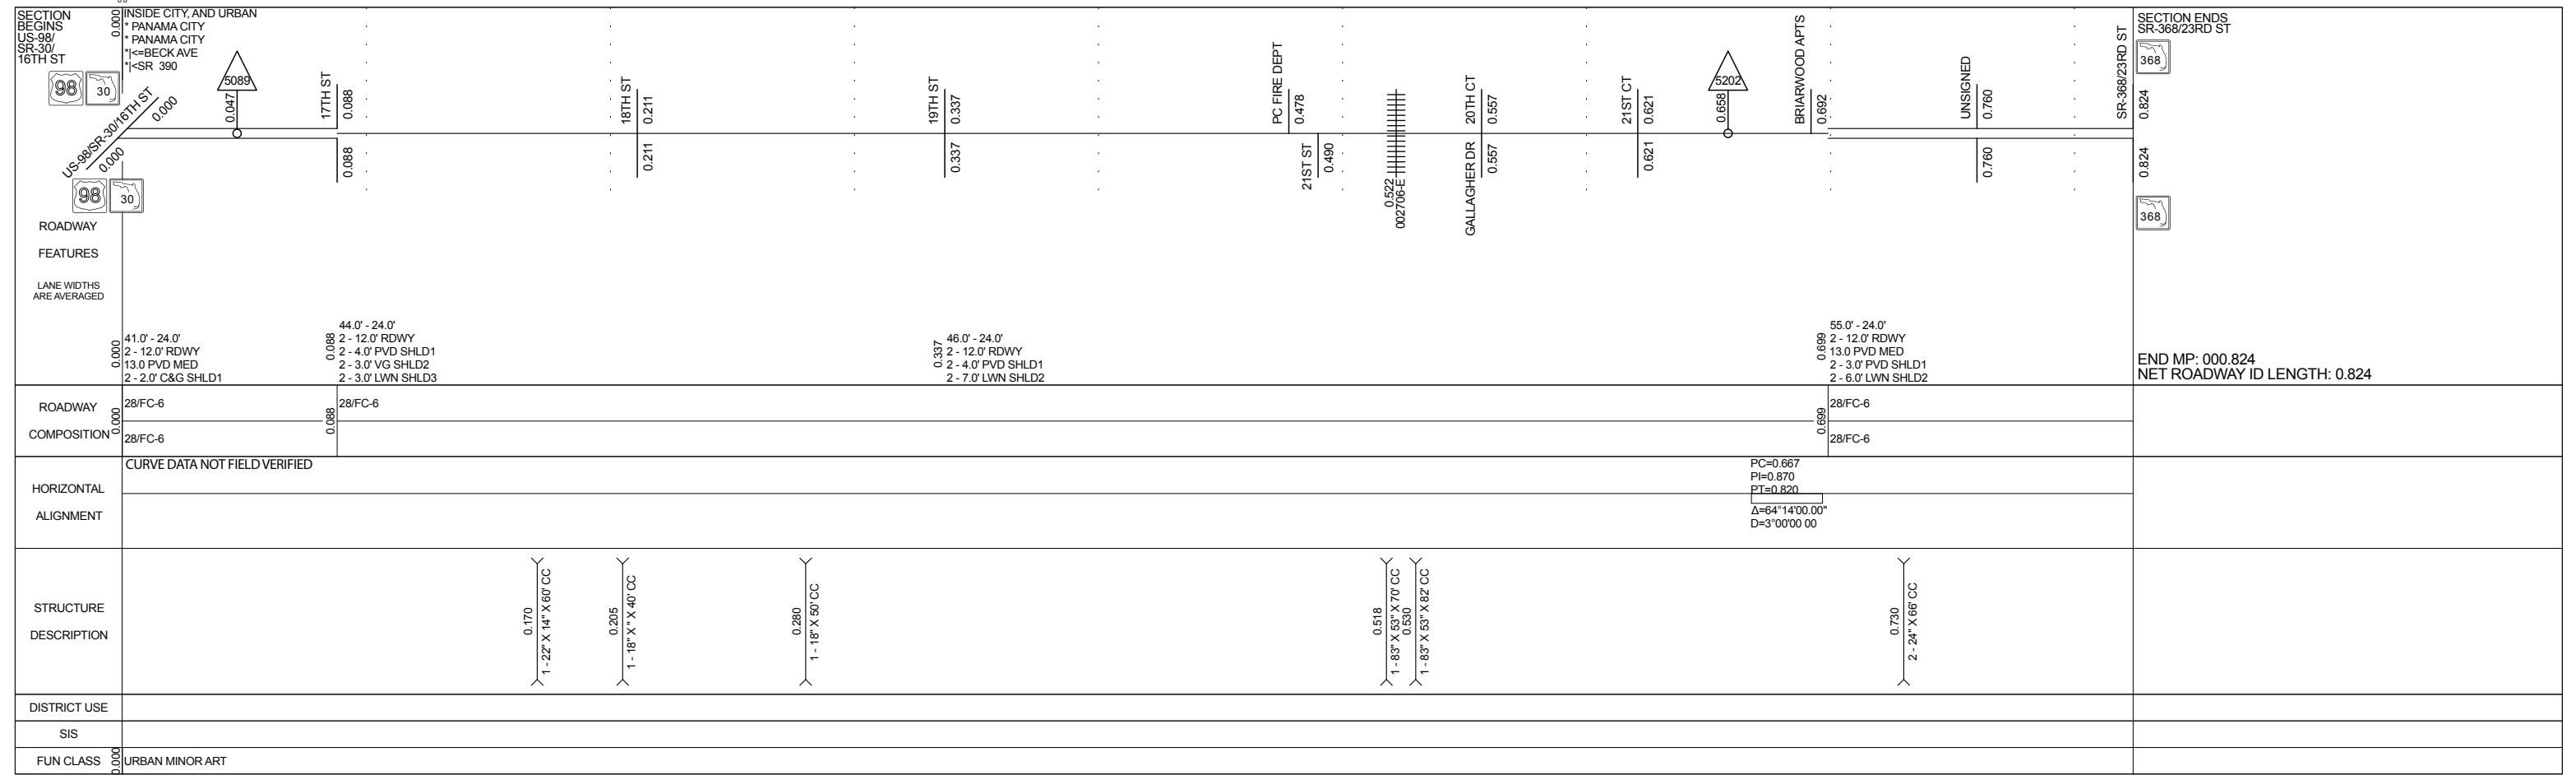 0.0
SECTION
BEGINS
US-98/
SR-30/
16TH ST
0.000
INSIDE CITY, AND URBAN
* PANAMA CITY
* PANAMA CITY
*|<=BECK AVE
*|<SR 390
98
30
US-98/SR-30/16TH ST
0.000
0.000
98
30
5089
0.047
17TH ST
0.088
0.088
18TH ST
0.211
0.211
19TH ST
0.337
0.337
PC FIRE DEPT
0.478
21ST ST
0.490
0.522
002706-E
20TH CT
0.557
GALLAGHER DR
0.557
21ST CT
0.621
0.621
5202
0.658
BRIARWOOD APTS
0.692
UNSIGNED
0.760
0.760
SR-368/23RD ST
0.824
0.824
SECTION ENDS
SR-368/23RD ST
368
368
ROADWAY
FEATURES
LANE WIDTHS
ARE AVERAGED
0.000
41.0' - 24.0'
2 - 12.0' RDWY
13.0 PVD MED
2 - 2.0' C&G SHLD1
0.088
44.0' - 24.0'
2 - 12.0' RDWY
2 - 4.0' PVD SHLD1
2 - 3.0' VG SHLD2
2 - 3.0' LWN SHLD3
0.337
46.0' - 24.0'
2 - 12.0' RDWY
2 - 4.0' PVD SHLD1
2 - 7.0' LWN SHLD2
0.699
55.0' - 24.0'
2 - 12.0' RDWY
13.0 PVD MED
2 - 3.0' PVD SHLD1
2 - 6.0' LWN SHLD2
END MP: 000.824
NET ROADWAY ID LENGTH: 0.824
ROADWAY
COMPOSITION
0.000
28/FC-6
28/FC-6
0.088
28/FC-6
0.699
28/FC-6
28/FC-6
HORIZONTAL
ALIGNMENT
CURVE DATA NOT FIELD VERIFIED
PC=0.667
PI=0.870
PT=0.820
Δ=64°14'00.00"
D=3°00'00 00
STRUCTURE
DESCRIPTION
0.170
1 - 22" X 14" X 60' CC
0.205
1 - 18" X " X 40' CC
0.280
1 - 18" X 50' CC
0.518
1 - 83" X 53" X 70' CC
0.530
1 - 83" X 53" X 82' CC
0.730
2 - 24" X 66' CC
DISTRICT USE
SIS
FUN CLASS
0.000
URBAN MINOR ART